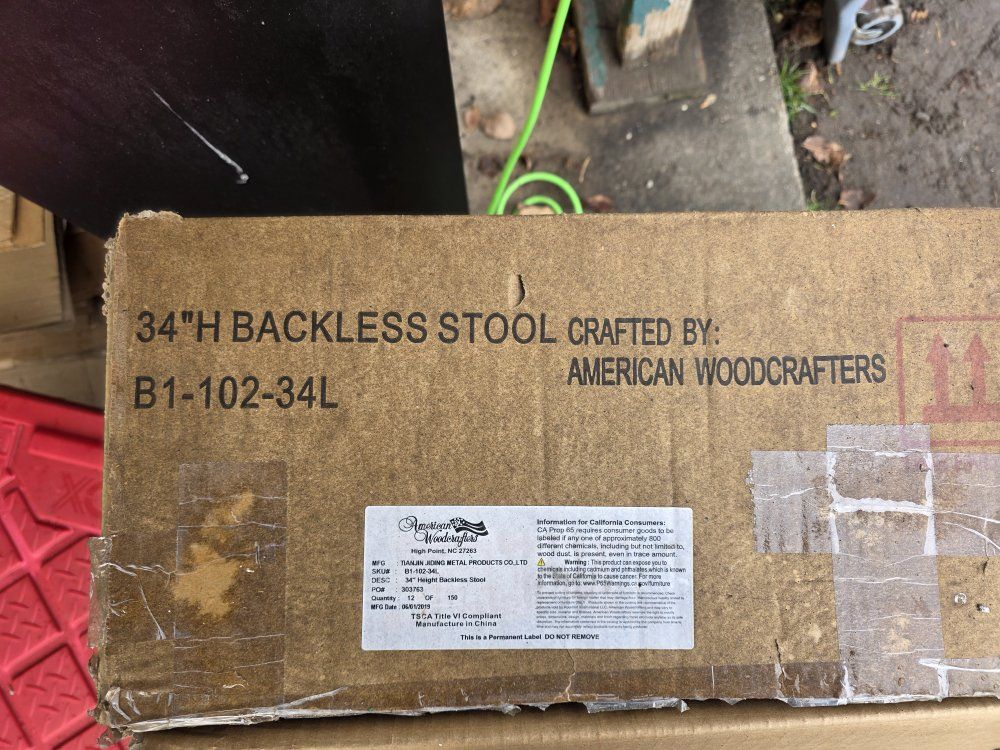 34"H BACKLESS STOOL
B1-102-34L
CRAFTED BY:
AMERICAN WOODCRAFTERS
American
Woodcrafters
High Point, NC 27263
MFG : TIANJIN JIDING METAL PRODUCTS CO.,LTD
SKU# : B1-102-34L
DESC : 34" Height Backless Stool
PO# : 303763
Quantity : 12 OF 150
MFG Date : 06/01/2019
TSCA Title VI Compliant
Manufacture in China
Information for California Consumers:
CA Prop 65 requires consumer goods to be
labeled if any one of approximately 800
different chemicals, including but not limited to,
wood dust, is present, even in trace amount.
Warning: This product can expose you to
chemicals including cadmium and phthalates, which is known
to the State of California to cause cancer. For more
information, go to: www.P65Warnings.ca.gov/furniture
This is a Permanent Label DO NOT REMOVE